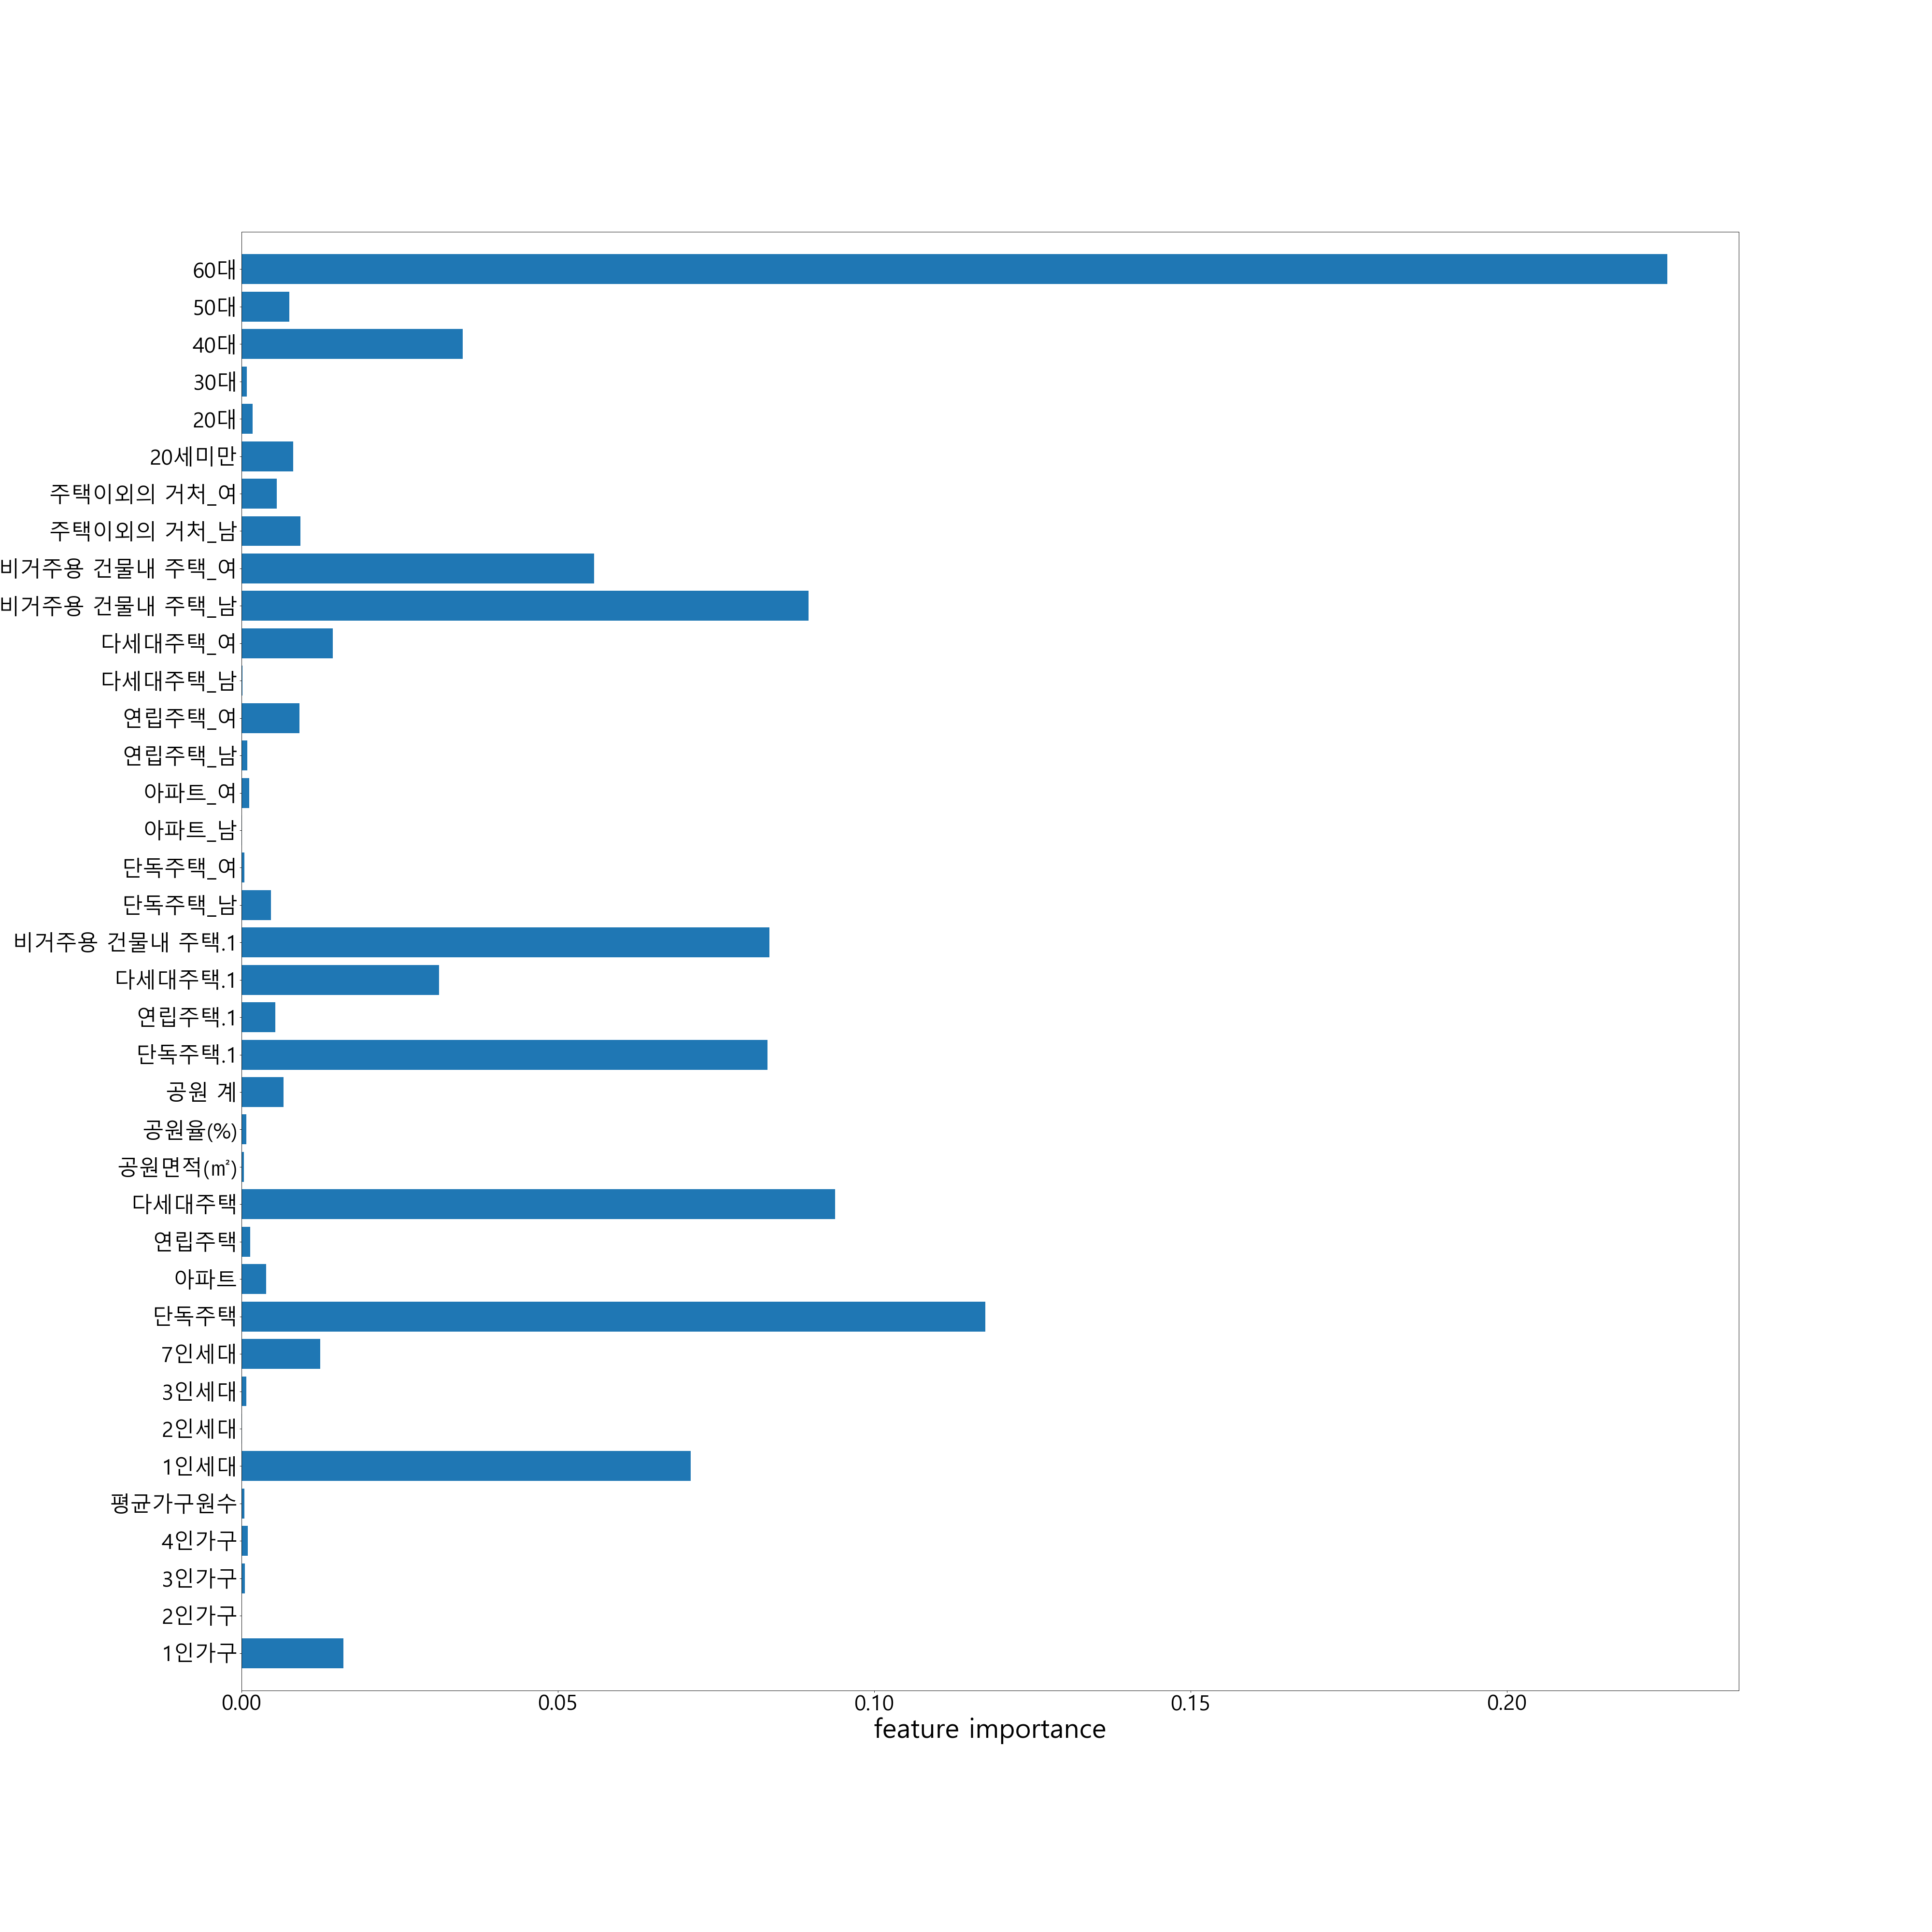 60대
50대
40대
30대
20대
20세미만
주택이외의 거처_여
주택이외의 거처_남
비거주용 건물내 주택_여
비거주용 건물내 주택_남
다세대주택_여
다세대주택_남
연립주택_여
연립주택_남
아파트_여
아파트_남
단독주택_여
단독주택_남
비거주용 건물내 주택.1
다세대주택.1
연립주택.1
단독주택.1
공원 계
공원율(%)
공원면적(㎡)
다세대주택
연립주택
아파트
단독주택
7인세대
3인세대
2인세대
1인세대
평균가구원수
4인가구
3인가구
2인가구
1인가구
0.00 0.05 0.10 0.15 0.20
feature importance